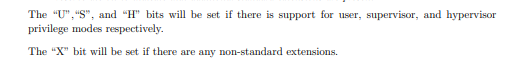 The “U”,“S”, and “H” bits will be set if there is support for user, supervisor, and hypervisor
privilege modes respectively.
The “X” bit will be set if there are any non-standard extensions.